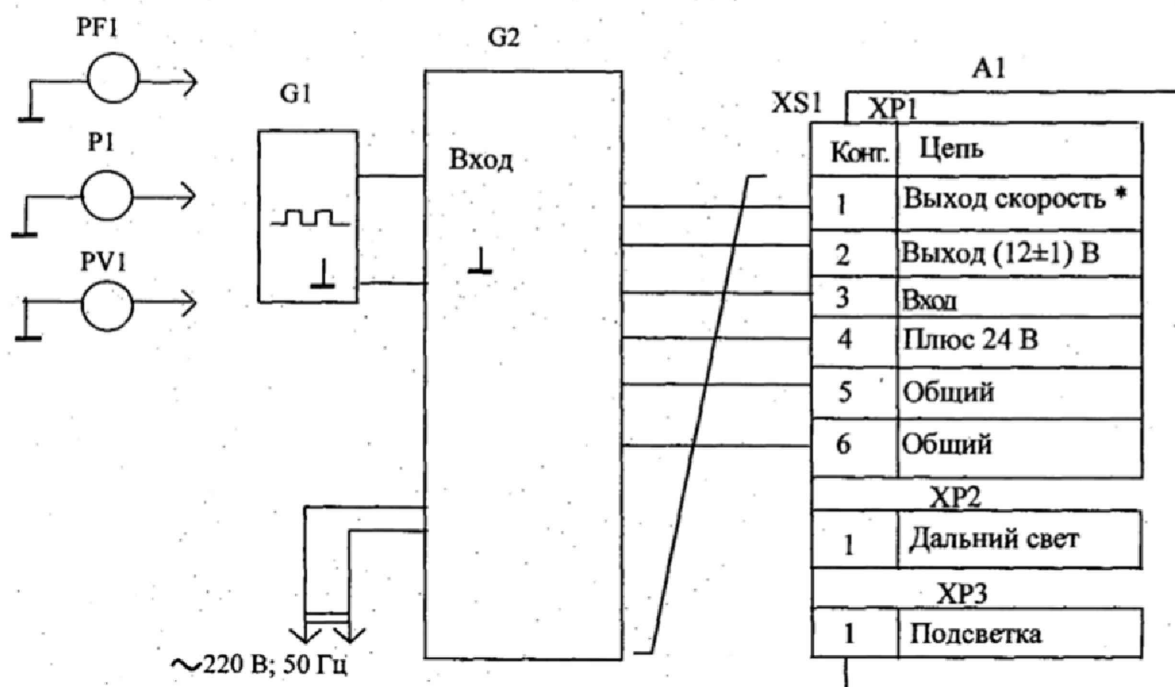 PF1
P1
PV1
G1
G2
Вход
~220 В; 50 Гц
A1
XS1 XP1
Конт. Цепь
1 Выход скорость *
2 Выход (12±1) В
3 Вход
4 Плюс 24 В
5 Общий
6 Общий
XP2
1 Дальний свет
XP3
1 Подсветка